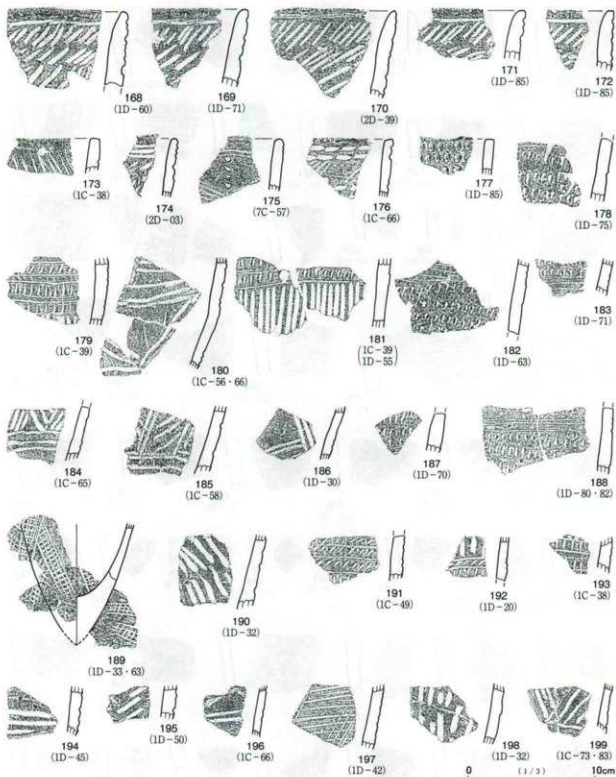 168
(1D-60)
169
(1D-71)
170
(2D-39)
171
(1D-85)
172
(1D-85)
173
(1C-38)
174
(2D-03)
175
(7C-57)
176
(1C-66)
177
(1D-85)
178
(1D-75)
179
(1C-39)
180
(1C-56・66)
181
(1C-39
1D-55)
182
(1D-63)
183
(1D-71)
184
(1C-65)
185
(1C-58)
186
(1D-30)
187
(1D-70)
188
(1D-80・82)
189
(1D-33・63)
190
(1D-32)
191
(1C-49)
192
(1D-20)
193
(1C-38)
194
(1D-45)
195
(1D-50)
196
(1C-66)
197
(1D-42)
198
(1D-32)
199
(1C-73・83)
0 (1/3) 10cm